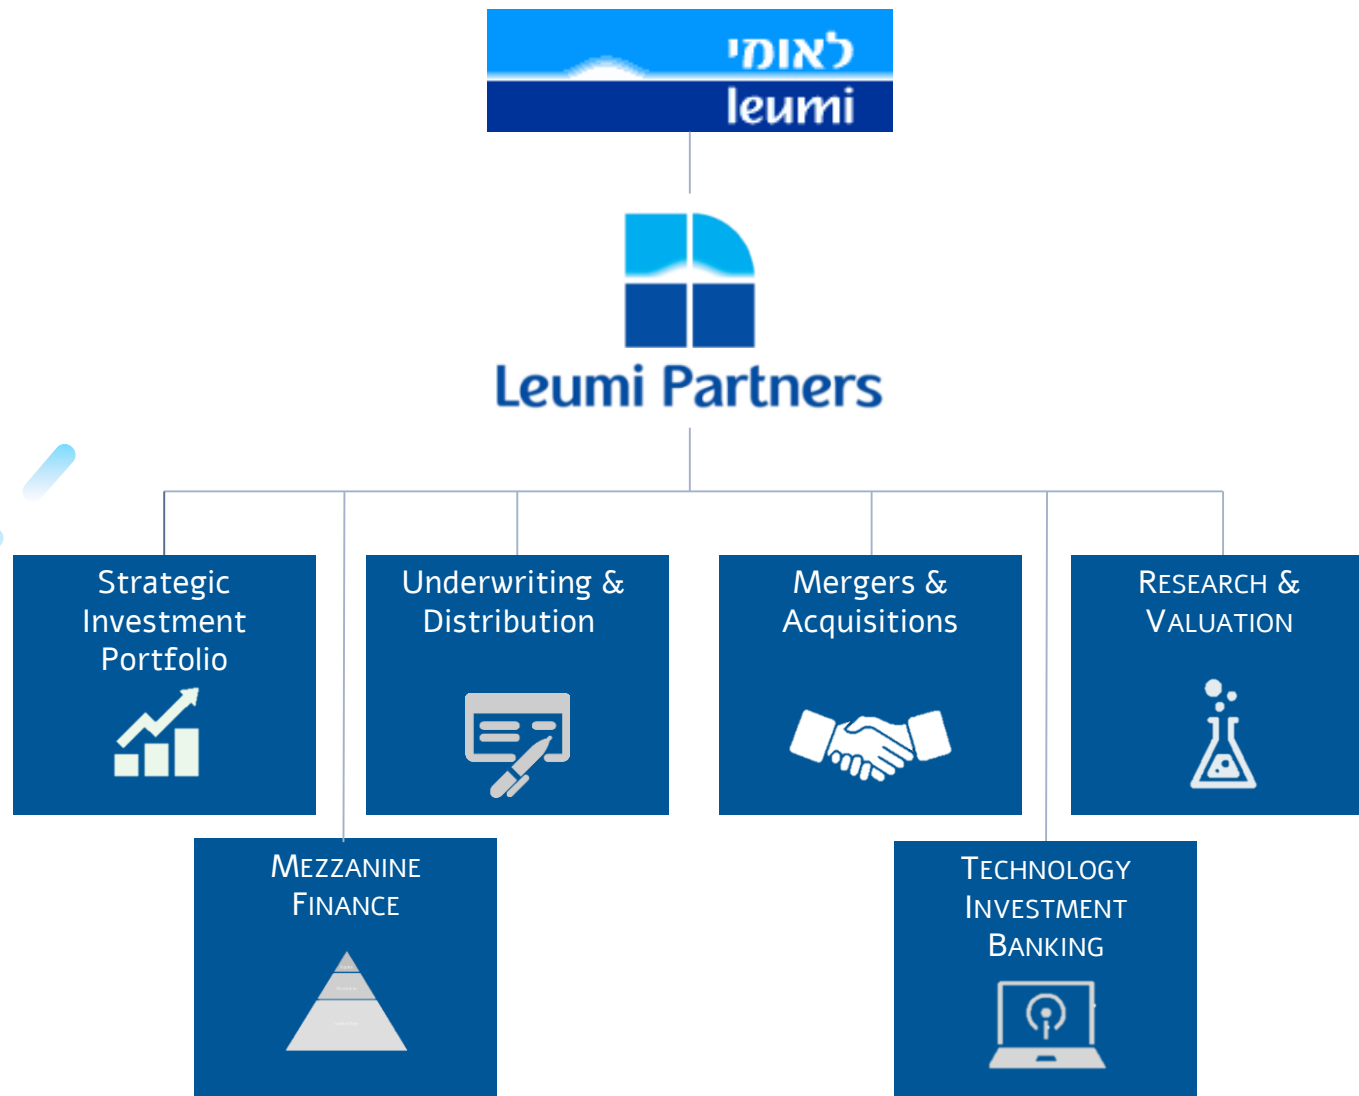 לאומי
leumi
Leumi Partners
Strategic
Investment
Portfolio
Underwriting &
Distribution
Mergers &
Acquisitions
RESEARCH &
VALUATION
MEZZANINE
FINANCE
TECHNOLOGY
INVESTMENT
BANKING